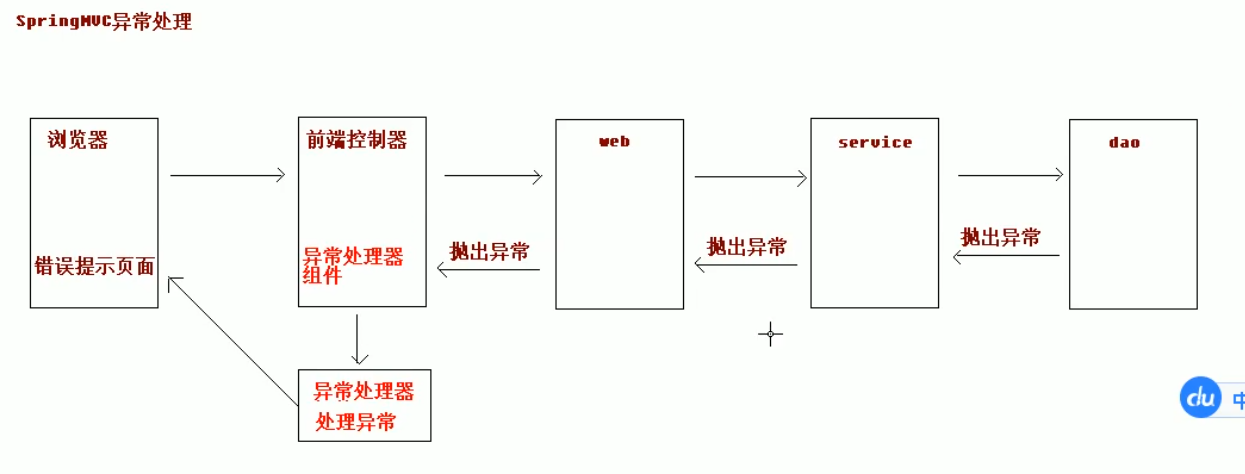 SpringMVC异常处理
浏览器
前端控制器
web
service
dao
错误提示页面
异常处理器
组件
抛出异常
抛出异常
抛出异常
异常处理器
处理异常
du
中